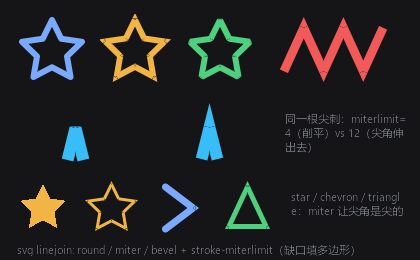 同一根尖刺：miterlimit=
4（削平）vs 12（尖角伸
出去）
star / chevron / triangl
e：miter 让尖角是尖的
svg linejoin: round / miter / bevel + stroke-miterlimit（缺口填多边形）